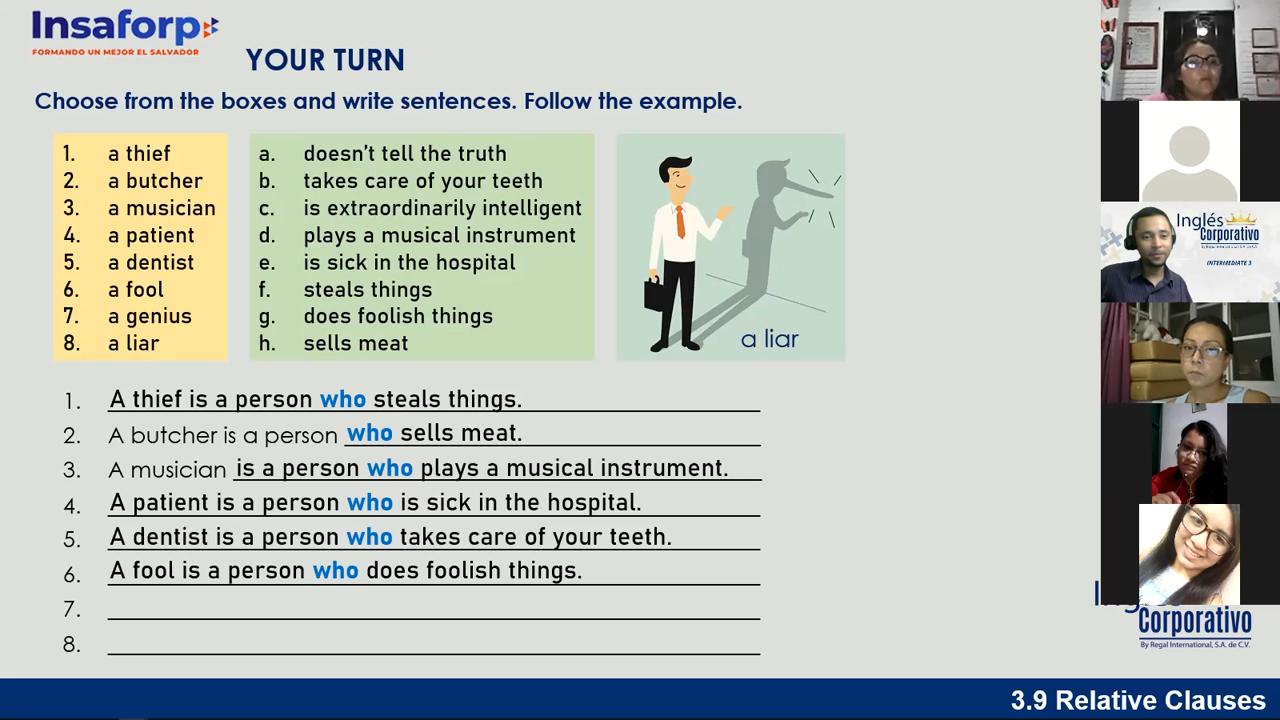 Insaforp
FORMANDO UN MEJOR EL SALVADOR
YOUR TURN
Choose from the boxes and write sentences. Follow the example.
1. a thief
2. a butcher
3. a musician
4. a patient
5. a dentist
6. a fool
7. a genius
8. a liar
a. doesn't tell the truth
b. takes care of your teeth
c. is extraordinarily intelligent
d. plays a musical instrument
e. is sick in the hospital
f. steals things
g. does foolish things
h. sells meat
a liar
1. A thief is a person who steals things.
2. A butcher is a person who sells meat.
3. A musician is a person who plays a musical instrument.
4. A patient is a person who is sick in the hospital.
5. A dentist is a person who takes care of your teeth.
6. A fool is a person who does foolish things.
7.
8.
Inglés
Corporativo
INTERMEDIATE 3
Corporativo
By Regal International, S.A. de C.V.
3.9 Relative Clauses